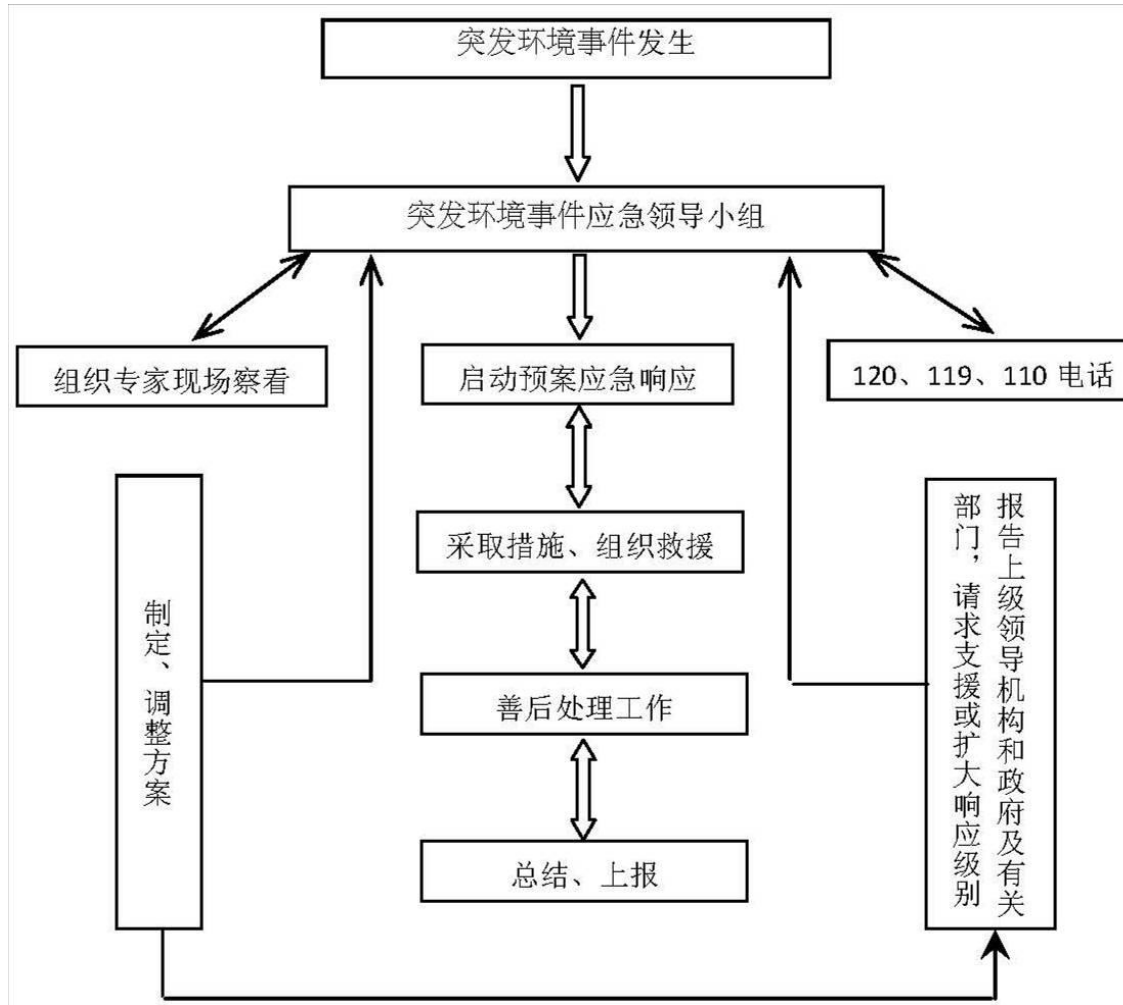 突发环境事件发生
突发环境事件应急领导小组
组织专家现场察看
启动预案应急响应
120、119、110 电话
采取措施、组织救援
制定、调整方案
报告上级领导机构和政府及有关
部门，请求支援或扩大响应级别
善后处理工作
总结、上报